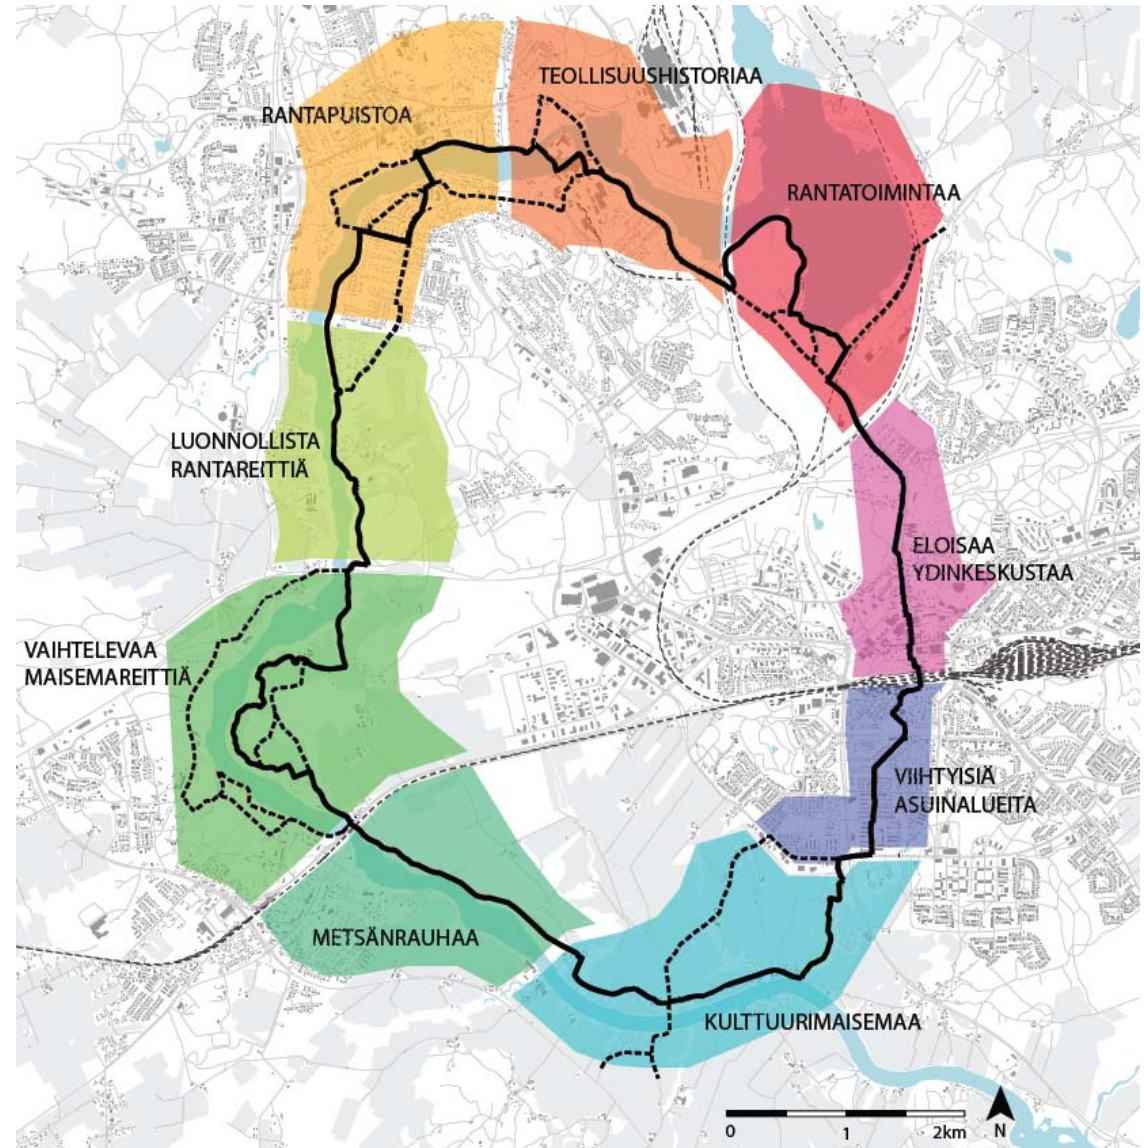 TEOLLISUUSHISTORIAA
RANTAPUISTOA
RANTATOIMINTAA
LUONNOLLISTA
RANTAREITTIÄ
ELOISAA
YDINKESKUSTAA
VAIHTELEVAA
MAISEMAREITTIÄ
VIIHTYISIÄ
ASUINALUEITA
METSÄNRAUHAA
KULTTUURIMAISEMAA
0 1 2km
N